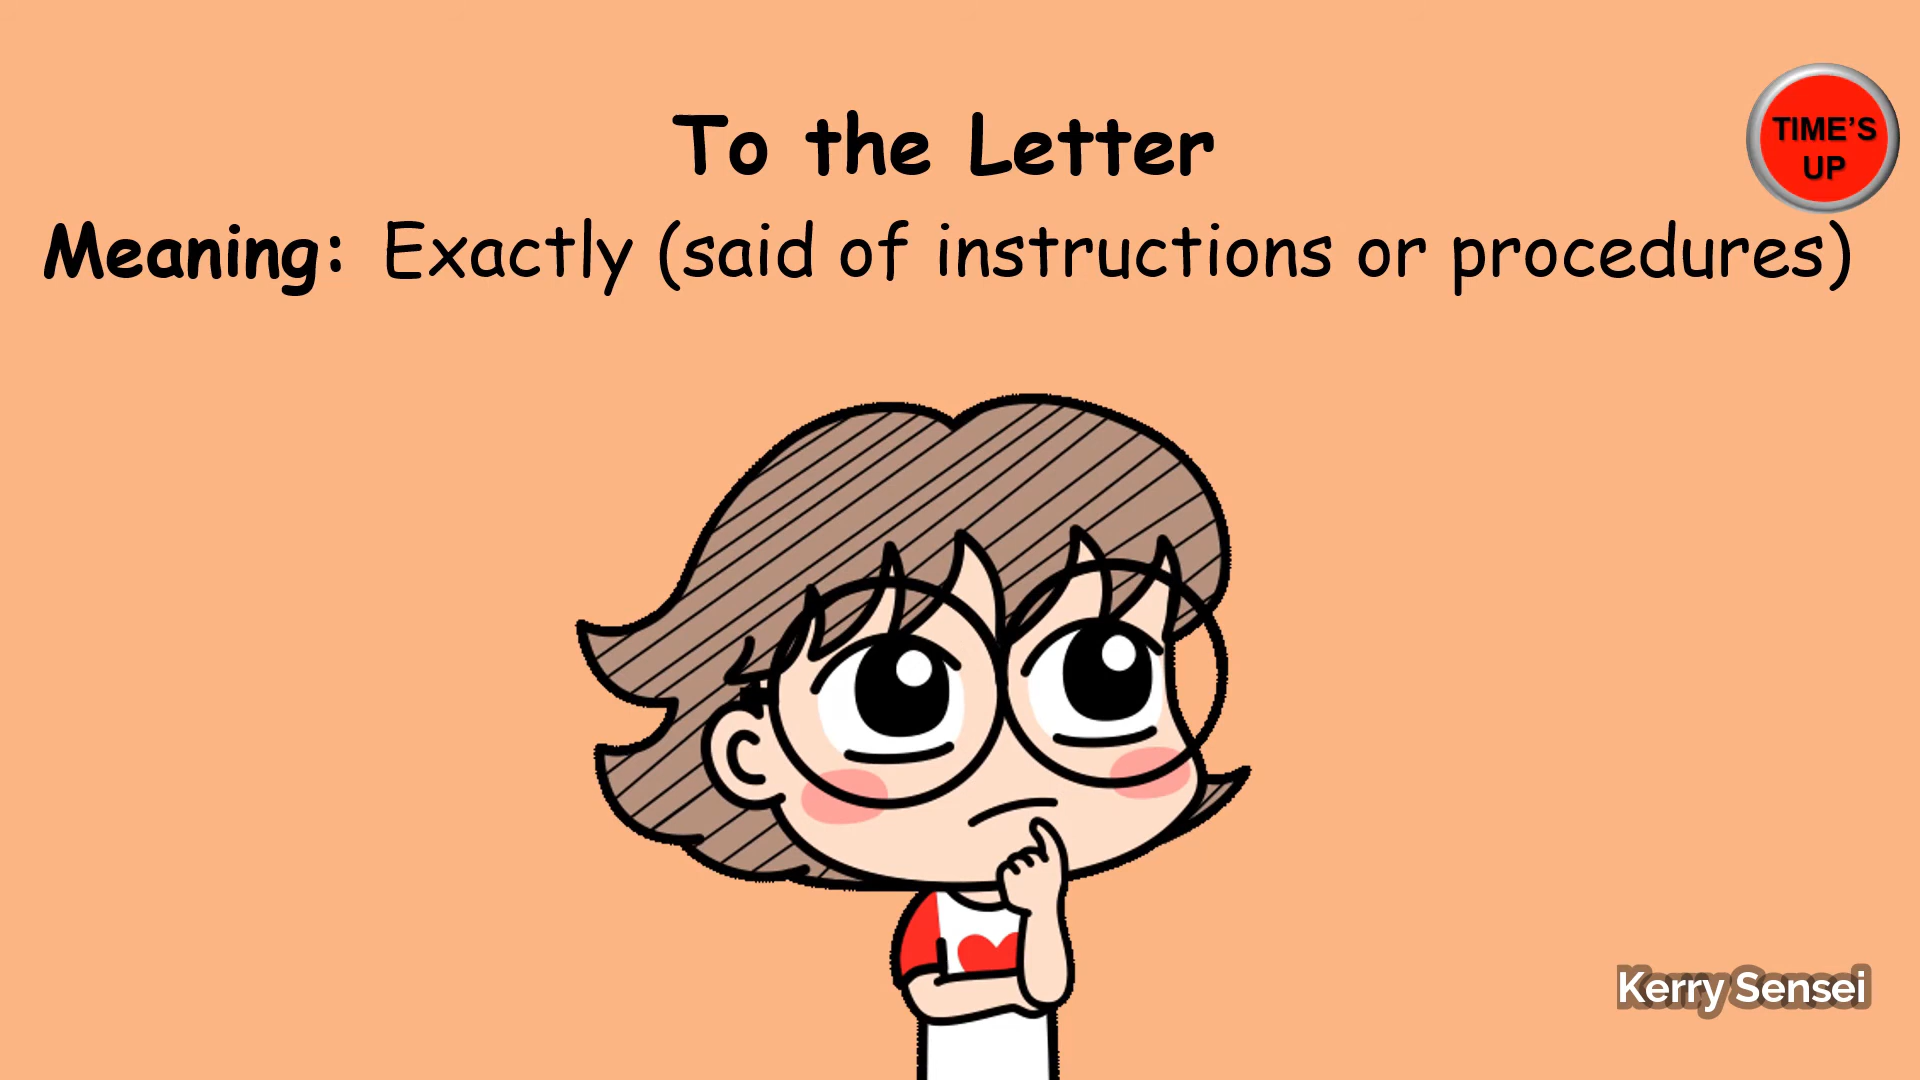 To the Letter
TIME'S
UP
Meaning: Exactly (said of instructions or procedures)
Kerry Sensei